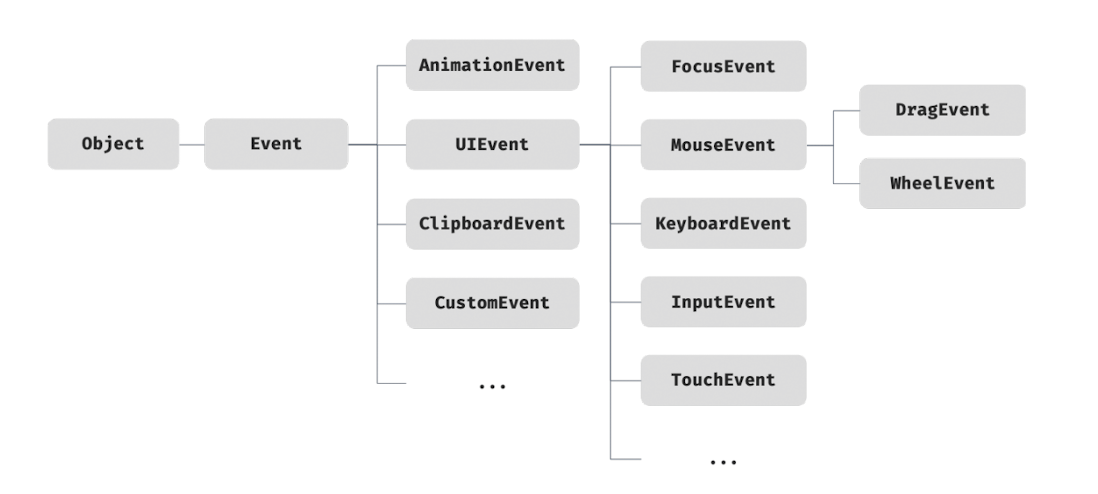 Object
Event
AnimationEvent
UIEvent
ClipboardEvent
CustomEvent
...
FocusEvent
MouseEvent
KeyboardEvent
InputEvent
TouchEvent
...
DragEvent
WheelEvent